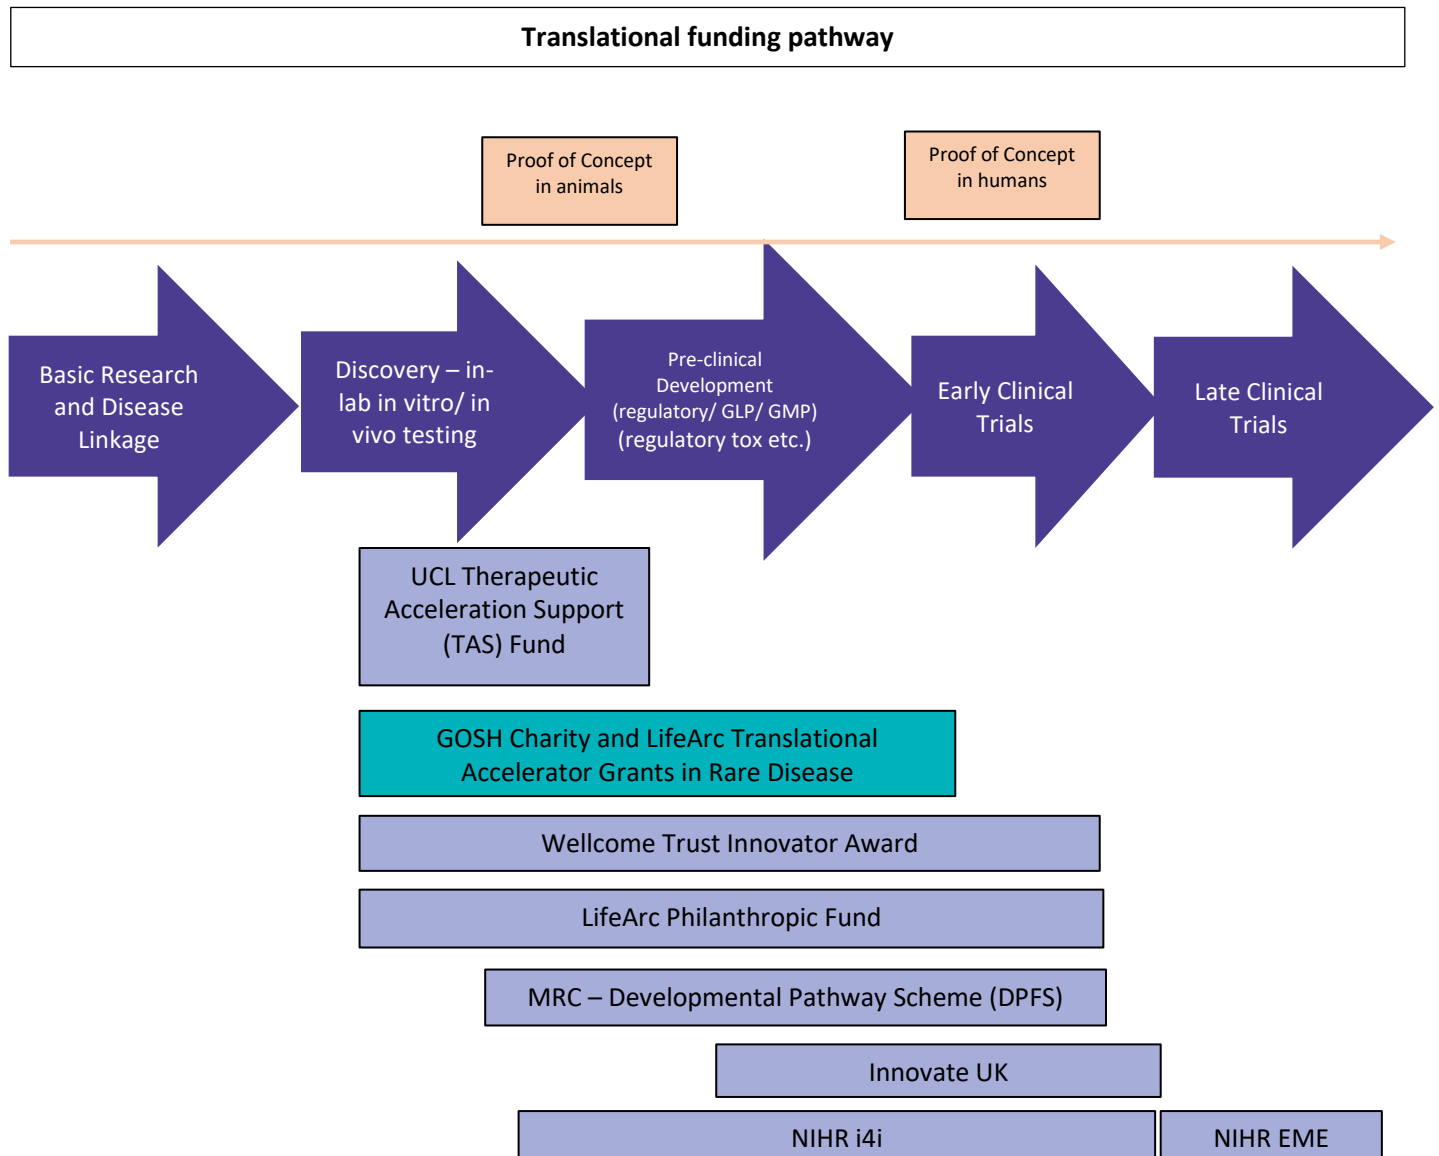 Translational funding pathway
Proof of Concept
in animals
Proof of Concept
in humans
Basic Research
and Disease
Linkage
Discovery – in-
lab in vitro/ in
vivo testing
Pre-clinical
Development
(regulatory/ GLP/ GMP)
(regulatory tox etc.)
Early Clinical
Trials
Late Clinical
Trials
UCL Therapeutic
Acceleration Support
(TAS) Fund
GOSH Charity and LifeArc Translational
Accelerator Grants in Rare Disease
Wellcome Trust Innovator Award
LifeArc Philanthropic Fund
MRC – Developmental Pathway Scheme (DPFS)
Innovate UK
NIHR i4i
NIHR EME